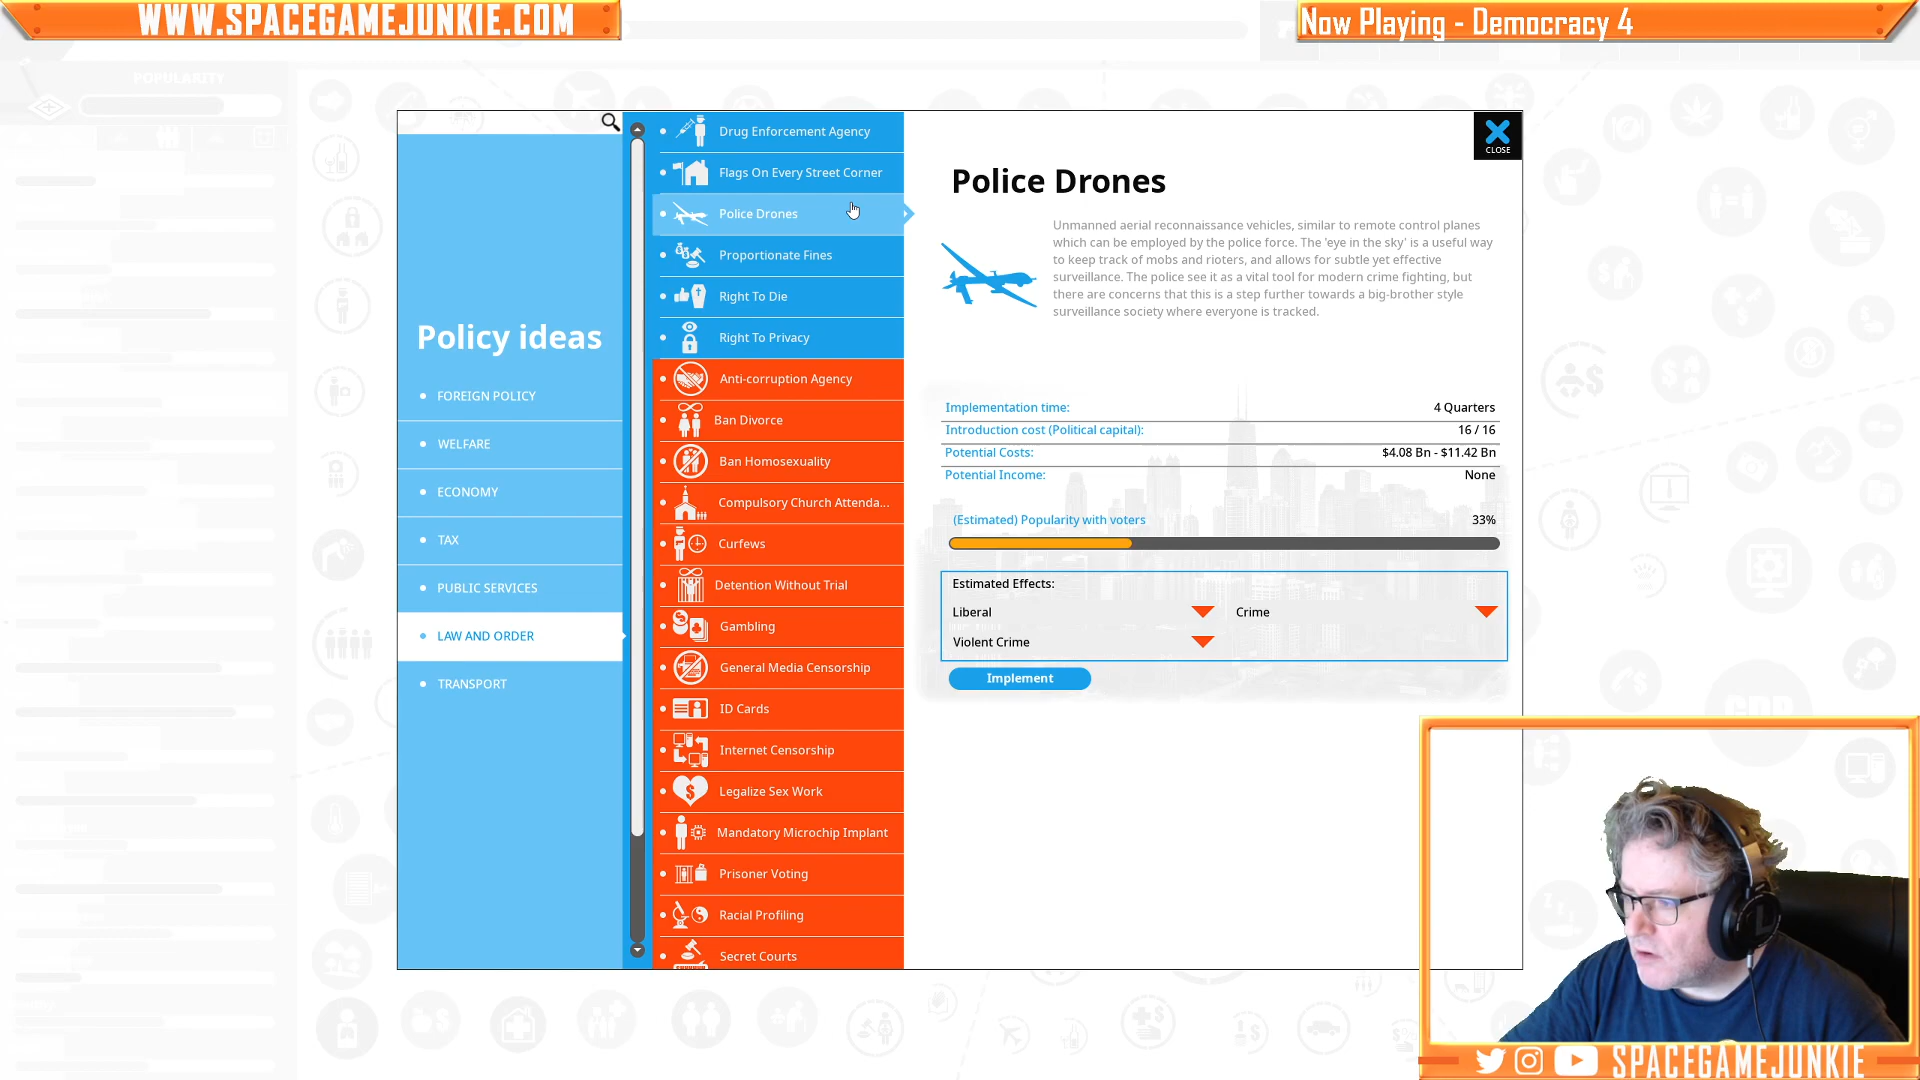 WWW.SPACEGAMEJUNKIE.COM
Now Playing - Democracy 4
POPULARITY
CLOSE
Policy ideas
FOREIGN POLICY
WELFARE
ECONOMY
TAX
PUBLIC SERVICES
LAW AND ORDER
TRANSPORT
Drug Enforcement Agency
Flags On Every Street Corner
Police Drones
Proportionate Fines
Right To Die
Right To Privacy
Anti-corruption Agency
Ban Divorce
Ban Homosexuality
Compulsory Church Attenda...
Curfews
Detention Without Trial
Gambling
General Media Censorship
ID Cards
Internet Censorship
Legalize Sex Work
Mandatory Microchip Implant
Prisoner Voting
Racial Profiling
Secret Courts
Police Drones
Unmanned aerial reconnaissance vehicles, similar to remote control planes
which can be employed by the police force. The 'eye in the sky' is a useful way
to keep track of mobs and rioters, and allows for subtle yet effective
surveillance. The police see it as a vital tool for modern crime fighting, but
there are concerns that this is a step further towards a big-brother style
surveillance society where everyone is tracked.
Implementation time: 4 Quarters
Introduction cost (Political capital): 16 / 16
Potential Costs: $4.08 Bn - $11.42 Bn
Potential Income: None
(Estimated) Popularity with voters 33%
Estimated Effects:
Liberal Crime
Violent Crime
Implement
GDP
SPACEGAMEJUNKIE